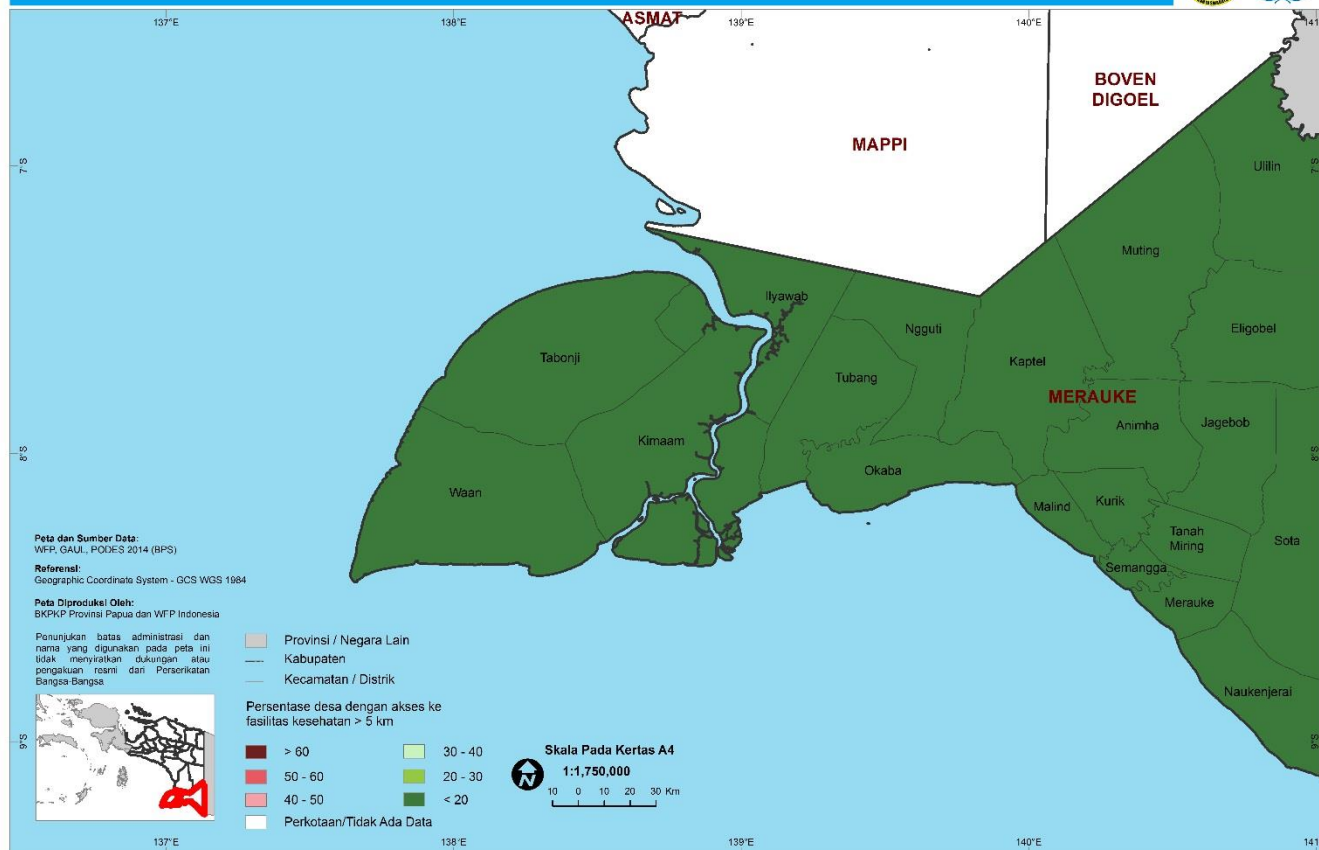 137°E 138°E 139°E 140°E 141°
ASMAT
BOVEN
DIGOEL
MAPPI
7°S 7°S
Ulilin
Muting
Ilyawab
Ngguti
Eligobel
Tabonji
Kaptel
Tubang
MERAUKE
Animha
Jagebob
Kimaam
8°S 8°S
Okaba
Waan
Malind
Kurik
Tanah
Miring
Sota
Semangga
Merauke
Naukenjerai
9°S 9°S
Peta dan Sumber Data:
WFP, GAUL, PODES 2014 (BPS)
Referensi:
Geographic Coordinate System - GCS WGS 1984
Peta Diproduksi Oleh:
BKPKP Provinsi Papua dan WFP Indonesia
Penunjukan batas administrasi dan
nama yang digunakan pada peta ini
tidak menyiratkan dukungan atau
pengakuan resmi dari Perserikatan
Bangsa-Bangsa
Provinsi / Negara Lain
Kabupaten
Kecamatan / Distrik
Persentase desa dengan akses ke
fasilitas kesehatan > 5 km
> 60
50 - 60
40 - 50
30 - 40
20 - 30
< 20
Perkotaan/Tidak Ada Data
Skala Pada Kertas A4
1:1,750,000
N
10 0 10 20 30 Km
137°E 138°E 139°E 140°E 141°